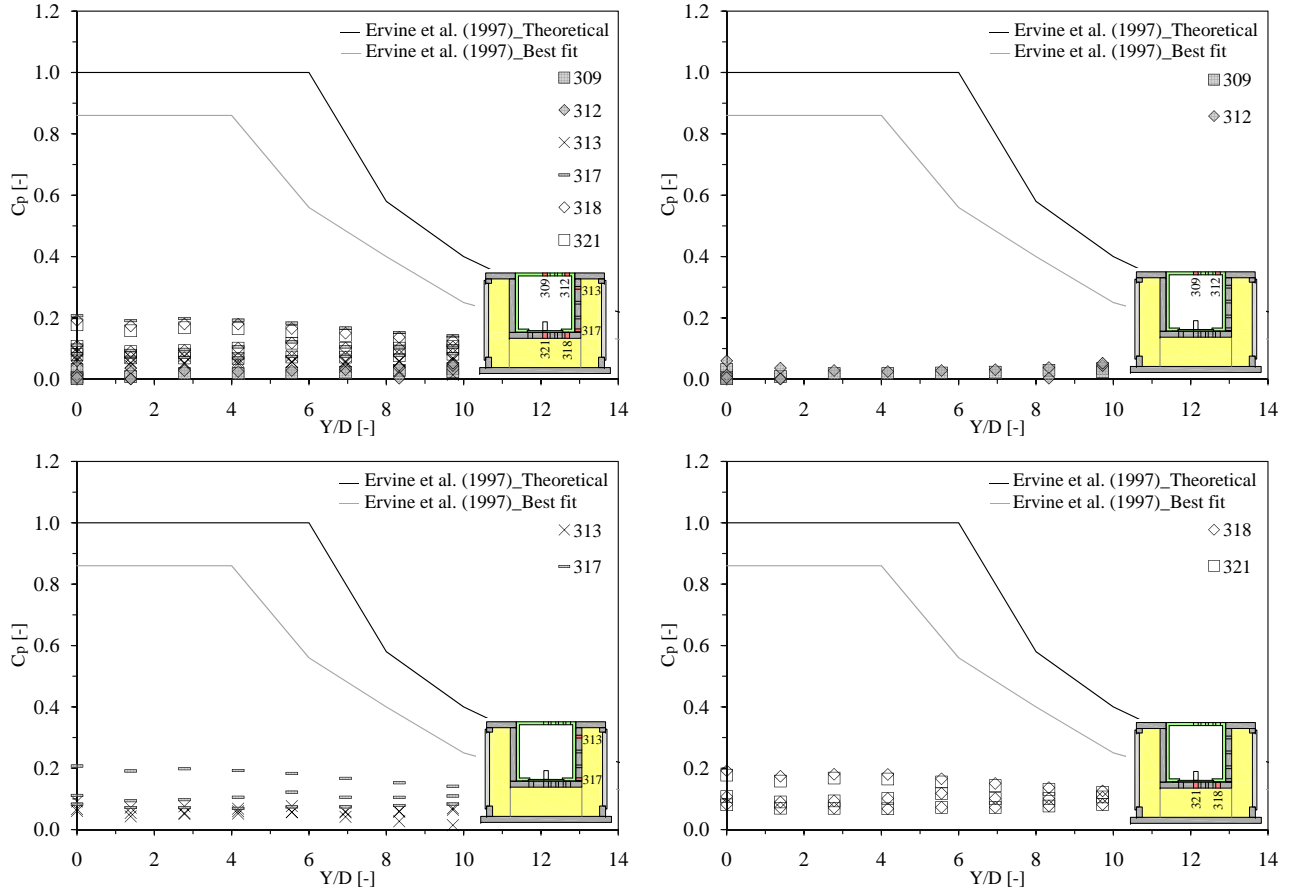 1.2
1.0
0.8
0.6
0.4
0.2
0.0
Cp [-]
0 2 4 6 8 10 12 14
Y/D [-]
Ervine et al. (1997)_Theoretical
Ervine et al. (1997)_Best fit
309
312
313
317
318
321
309
312
313
317
321
318
1.2
1.0
0.8
0.6
0.4
0.2
0.0
Cp [-]
0 2 4 6 8 10 12 14
Y/D [-]
Ervine et al. (1997)_Theoretical
Ervine et al. (1997)_Best fit
309
312
309
312
1.2
1.0
0.8
0.6
0.4
0.2
0.0
Cp [-]
0 2 4 6 8 10 12 14
Y/D [-]
Ervine et al. (1997)_Theoretical
Ervine et al. (1997)_Best fit
313
317
313
317
1.2
1.0
0.8
0.6
0.4
0.2
0.0
Cp [-]
0 2 4 6 8 10 12 14
Y/D [-]
Ervine et al. (1997)_Theoretical
Ervine et al. (1997)_Best fit
318
321
321
318